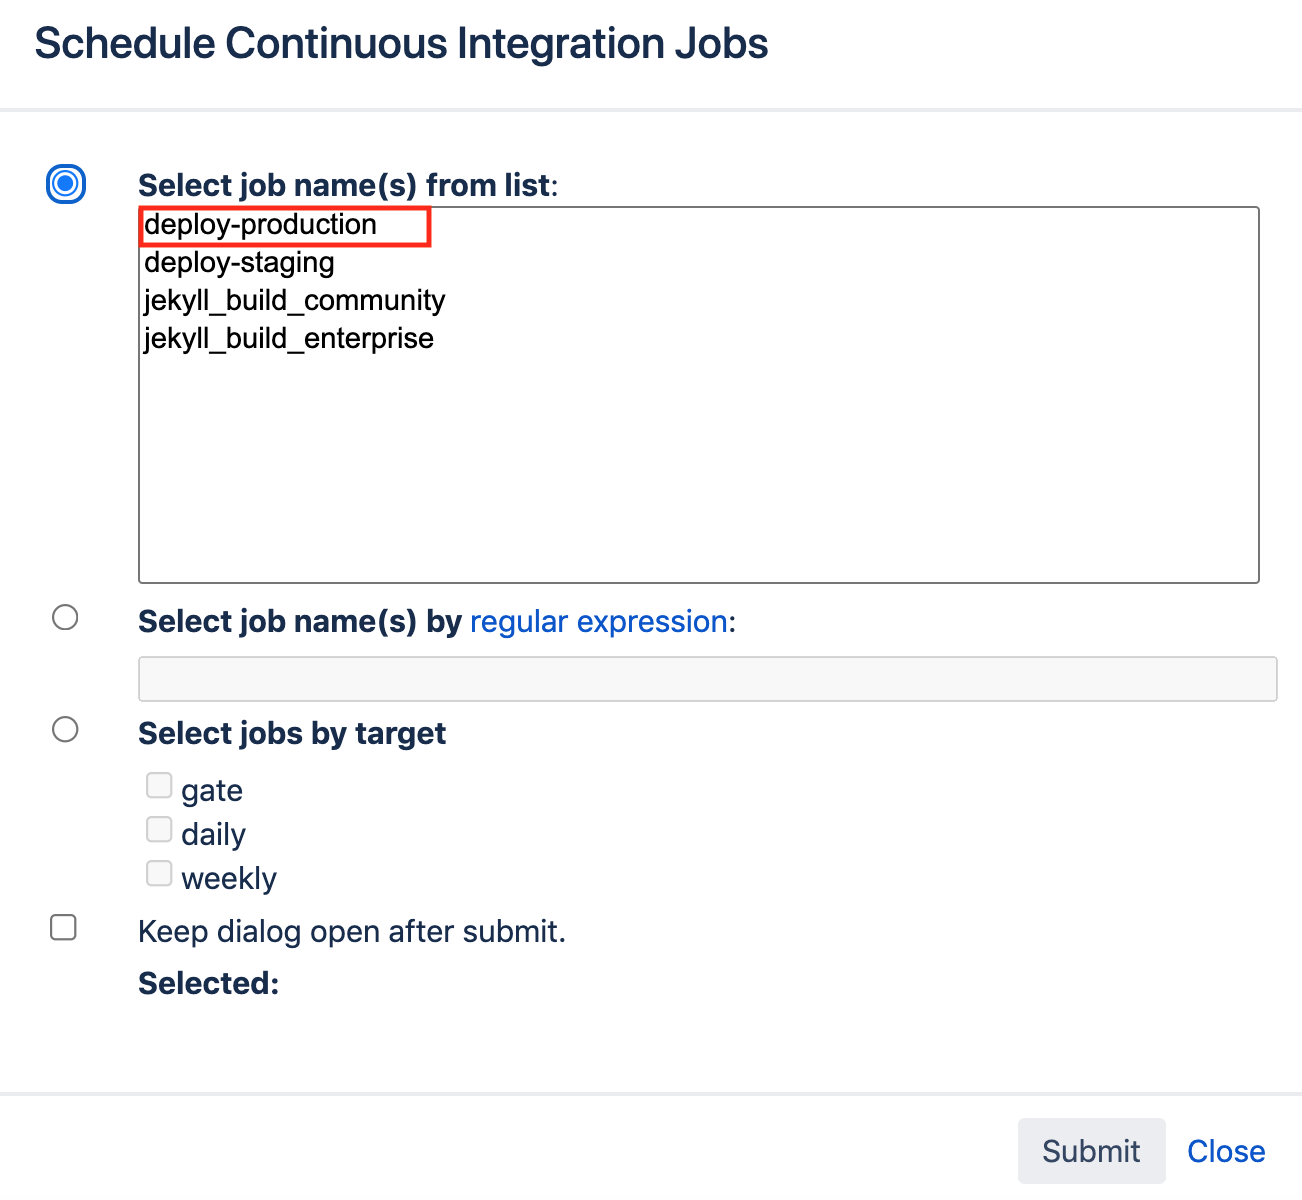 Schedule Continuous Integration Jobs
Select job name(s) from list:
deploy-production
deploy-staging
jekyll_build_community
jekyll_build_enterprise
Select job name(s) by regular expression:
Select jobs by target
gate
daily
weekly
Keep dialog open after submit.
Selected:
Submit Close